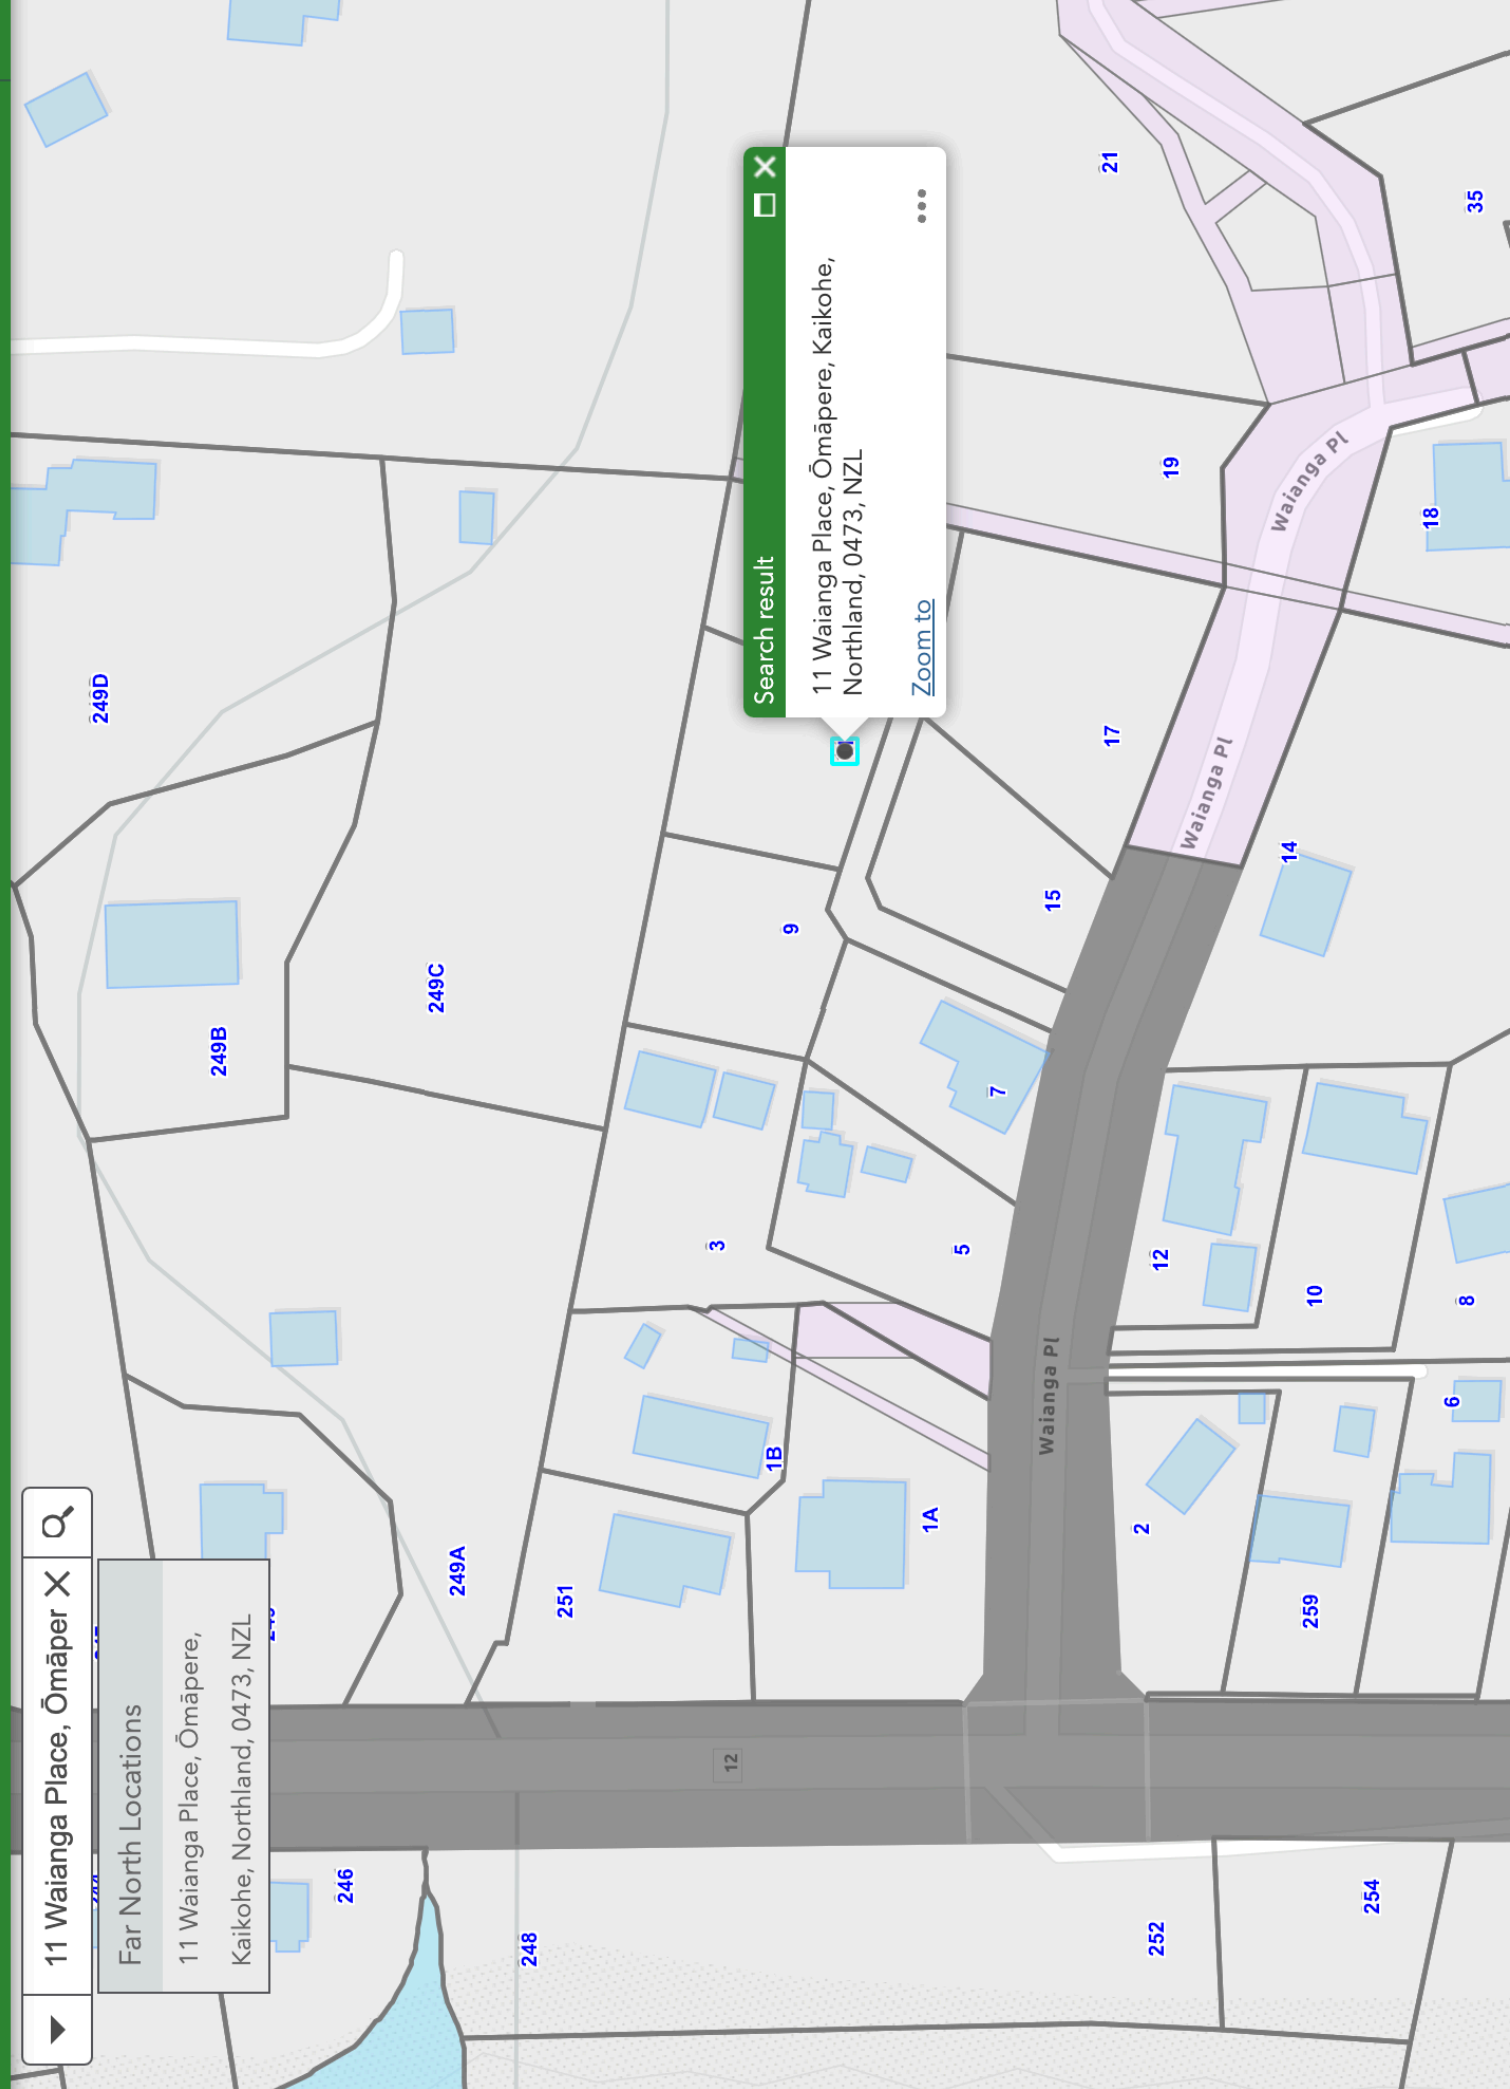 11 Waianga Place, Ōmāper
Far North Locations
11 Waianga Place, Ōmāpere,
Kaikohe, Northland, 0473, NZL
Search result
11 Waianga Place, Ōmāpere, Kaikohe,
Northland, 0473, NZL
Zoom to
249D
249B
249C
249A
251
1B
1A
3
5
7
9
15
17
19
21
35
18
14
12
10
8
6
2
259
246
248
252
254
12
Waianga Pl
Waianga Pl
Waianga Pl